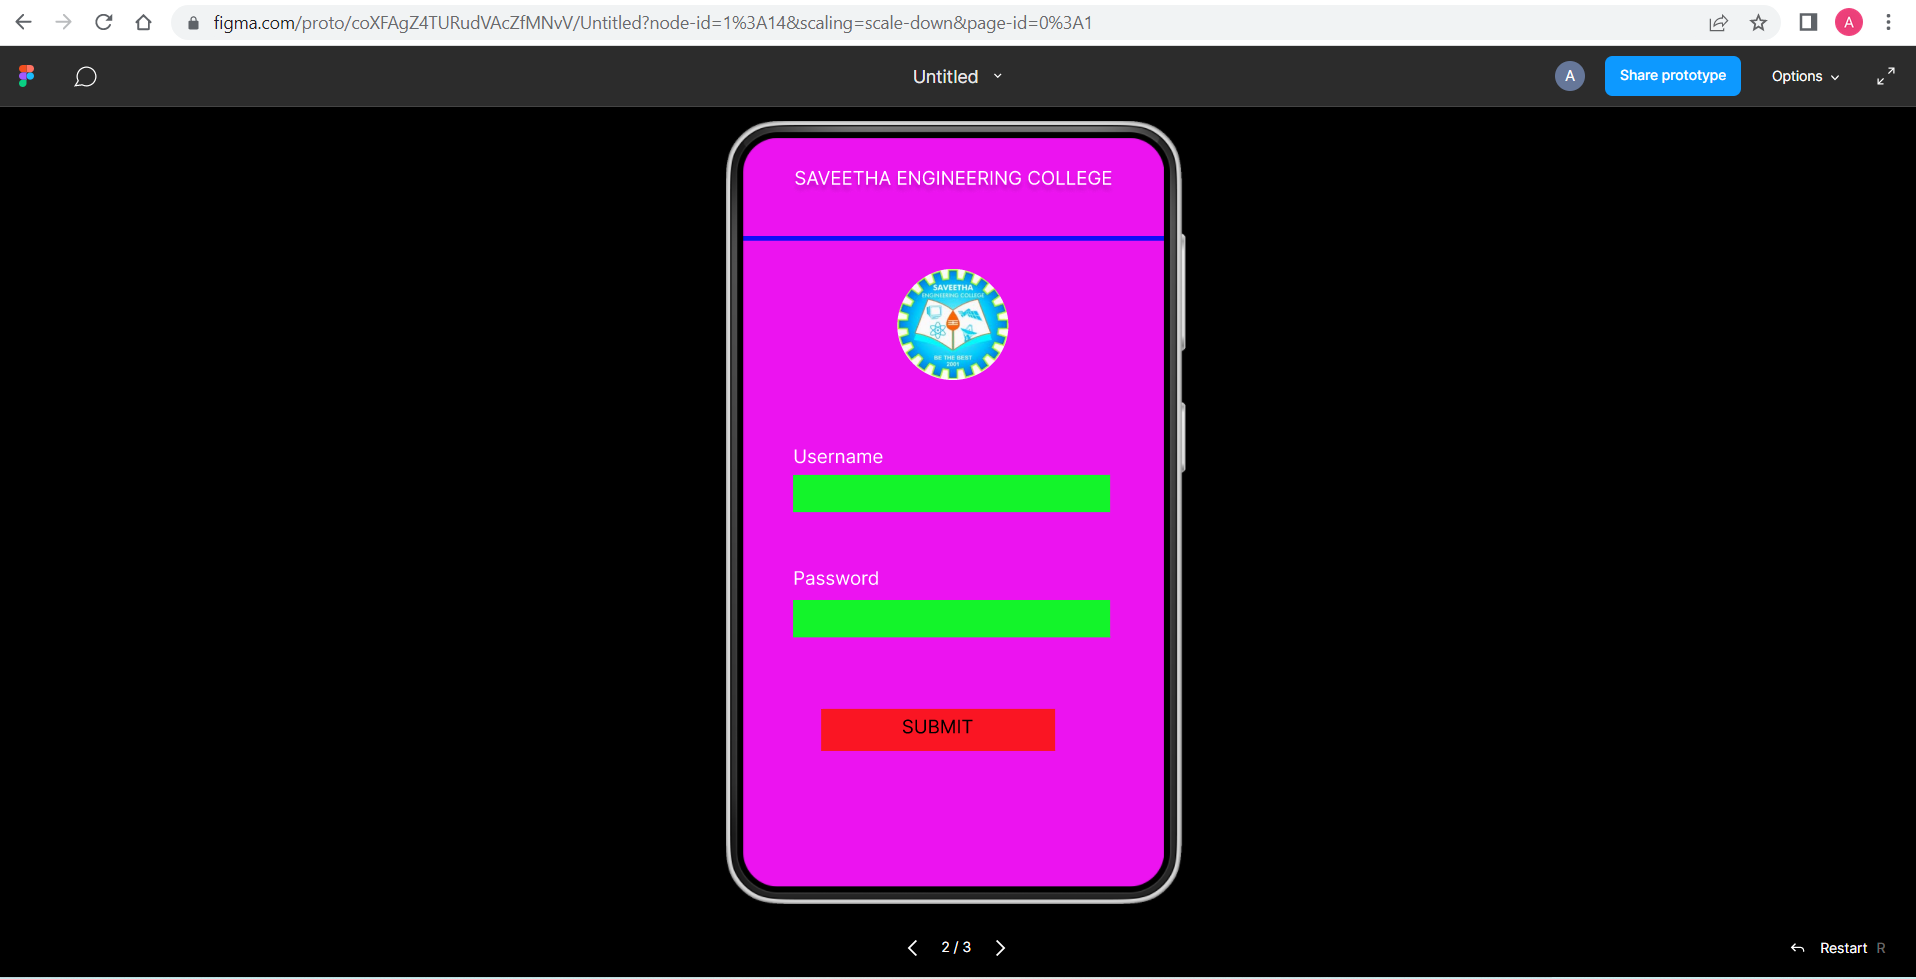 figma.com/proto/coXFAgZ4TURudVAcZfMNvV/Untitled?node-id=1%3A14&scaling=scale-down&page-id=0%3A1
A
Untitled
A
Share prototype
Options
SAVEETHA ENGINEERING COLLEGE
SAVEETHA
ENGINEERING COLLEGE
BE THE BEST
2001
Username
Password
SUBMIT
2 / 3
Restart R